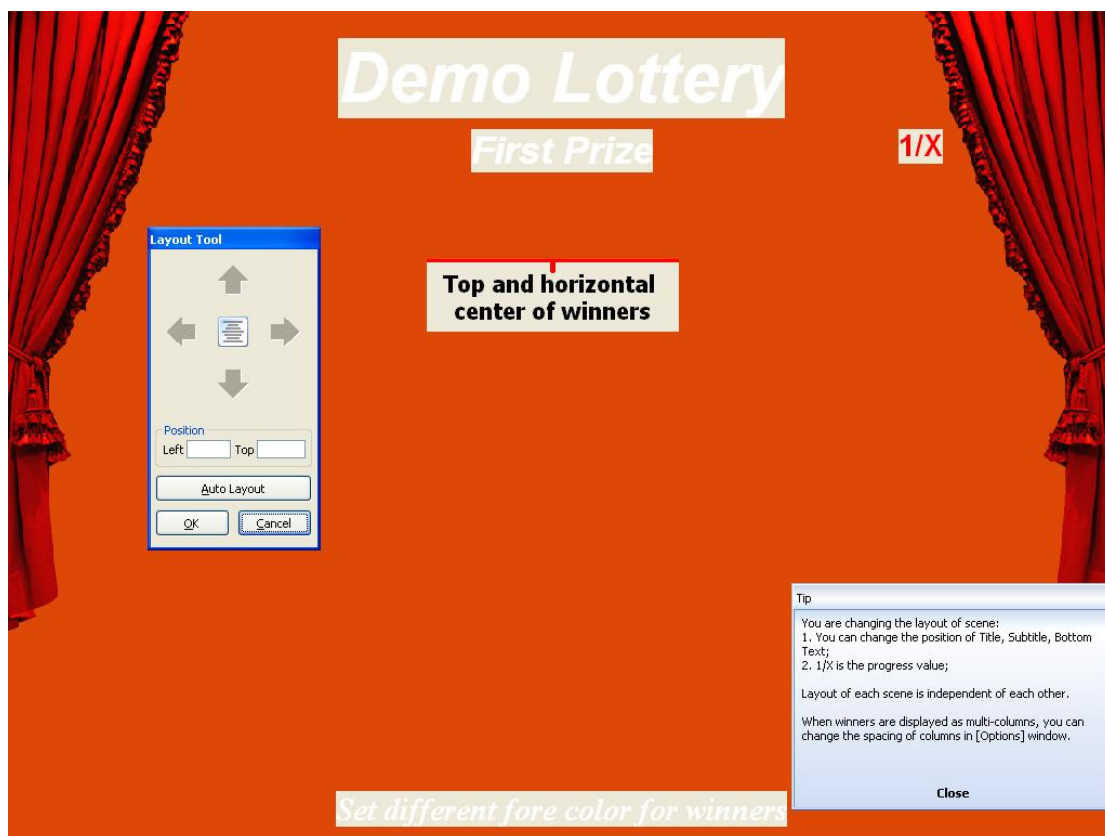 Demo Lottery
First Prize
1/X
Layout Tool
Top and horizontal
center of winners
Position
Left
Top
Auto Layout
OK
Cancel
Tip
You are changing the layout of scene:
1. You can change the position of Title, Subtitle, Bottom
Text;
2. 1/X is the progress value;
Layout of each scene is independent of each other.
When winners are displayed as multi-columns, you can
change the spacing of columns in [Options] window.
Close
Set different fore color for winners